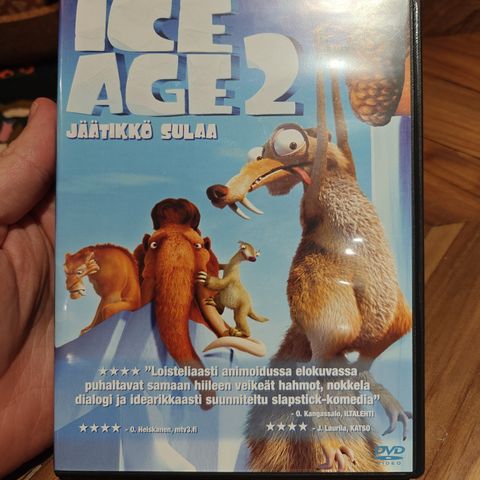 ICE
AGE 2
JÄÄTIKKÖ SULAA
★★★★ "Loisteliaasti animoidussa elokuvassa
puhaltavat samaan hiileen veikeät hahmot, nokkela
dialogi ja idearikkaasti suunniteltu slapstick-komedia"
- O. Kangassalo, ILTALEHTI
★★★★ - O. Heiskanen, mtv3.fi
★★★★ - J. Laurila, KATSO
DVD
VIDEO